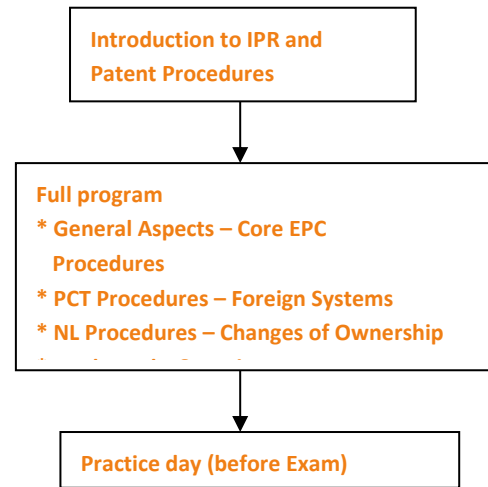 Introduction to IPR and
Patent Procedures
Full program
* General Aspects – Core EPC
Procedures
* PCT Procedures – Foreign Systems
* NL Procedures – Changes of Ownership
*
Practice day (before Exam)